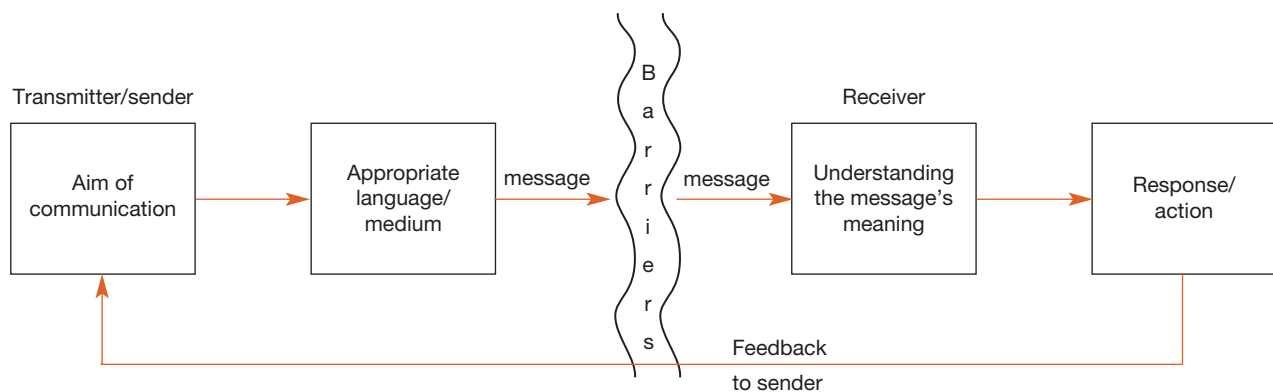 Transmitter/sender
Aim of
communication
Appropriate
language/
medium
message
B
a
r
r
i
e
r
s
message
Receiver
Understanding
the message’s
meaning
Response/
action
Feedback
to sender